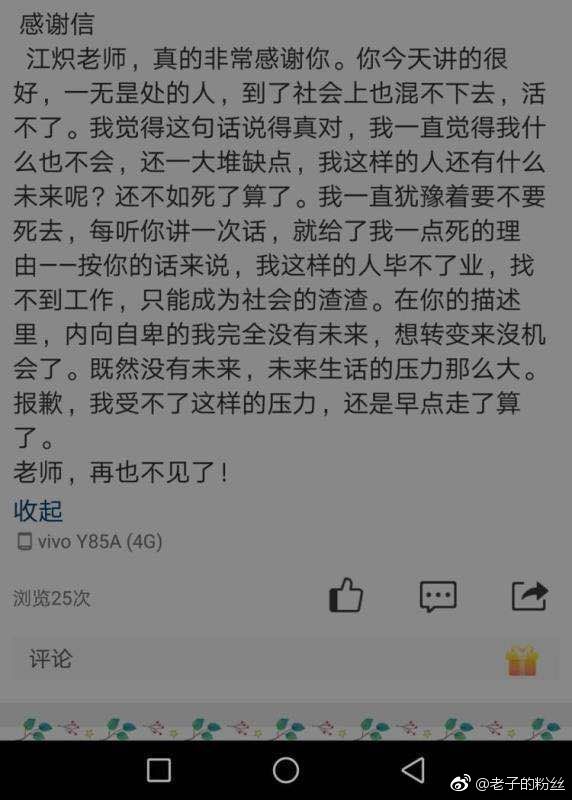 感谢信
江炽老师，真的非常感谢你。你今天讲的很
好，一无是处的人，到了社会上也混不下去，活
不了。我觉得这句话说得真对，我一直觉得我什
么也不会，还一大堆缺点，我这样的人还有什么
未来呢？还不如死了算了。我一直犹豫着要不要
死去，每听你讲一次话，就给了我一点死的理
由——按你的话来说，我这样的人毕不了业，找
不到工作，只能成为社会的渣渣。在你的描述
里，内向自卑的我完全没有未来，想转变来沒机
会了。既然没有未来，未来生话的压力那么大。
报歉，我受不了这样的压力，还是早点走了算
了。
老师，再也不见了！
收起
vivo Y85A (4G)
浏览25次
评论
@老子的粉丝